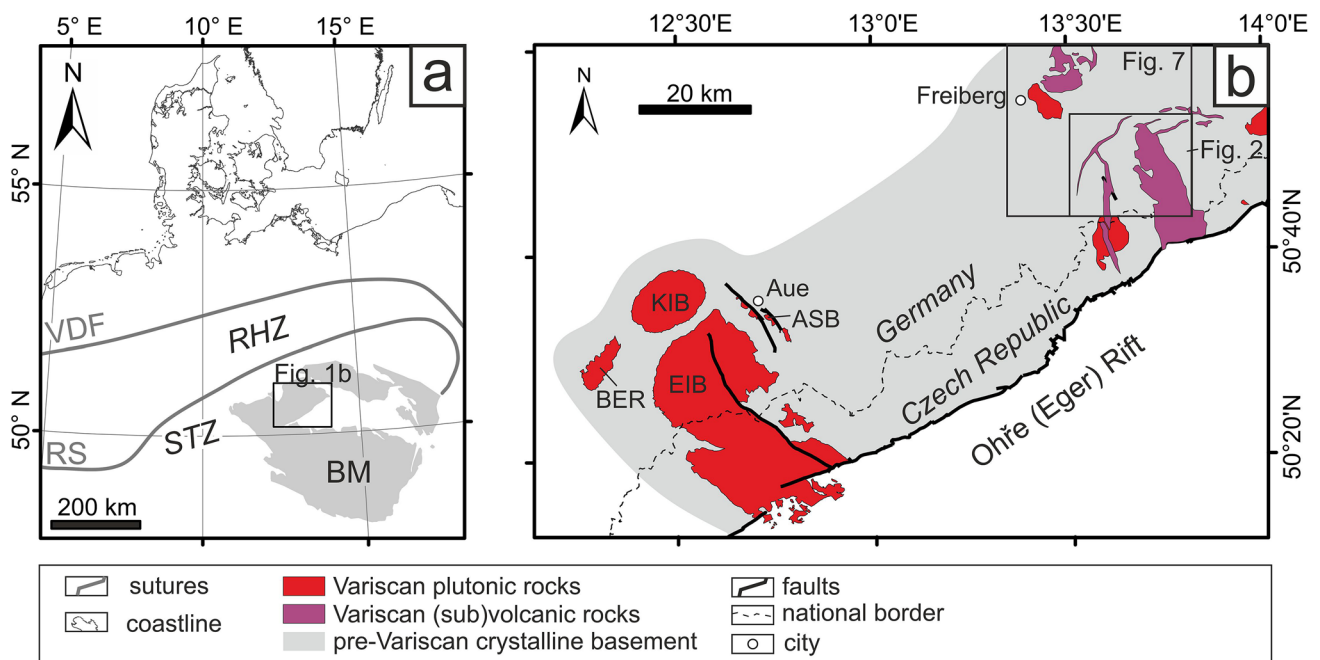 5° E 10° E 15° E
a
N
55° N
50° N
VDF
RHZ
Fig. 1b
STZ
RS
BM
200 km
12°30'E 13°0'E 13°30'E 14°0'E
b
N
20 km
Freiberg
Fig. 7
Fig. 2
50°40'N
50°20'N
KIB
Aue
ASB
BER
EIB
Germany
Czech Republic
Ohře (Eger) Rift
sutures
coastline
Variscan plutonic rocks
Variscan (sub)volcanic rocks
pre-Variscan crystalline basement
faults
national border
city